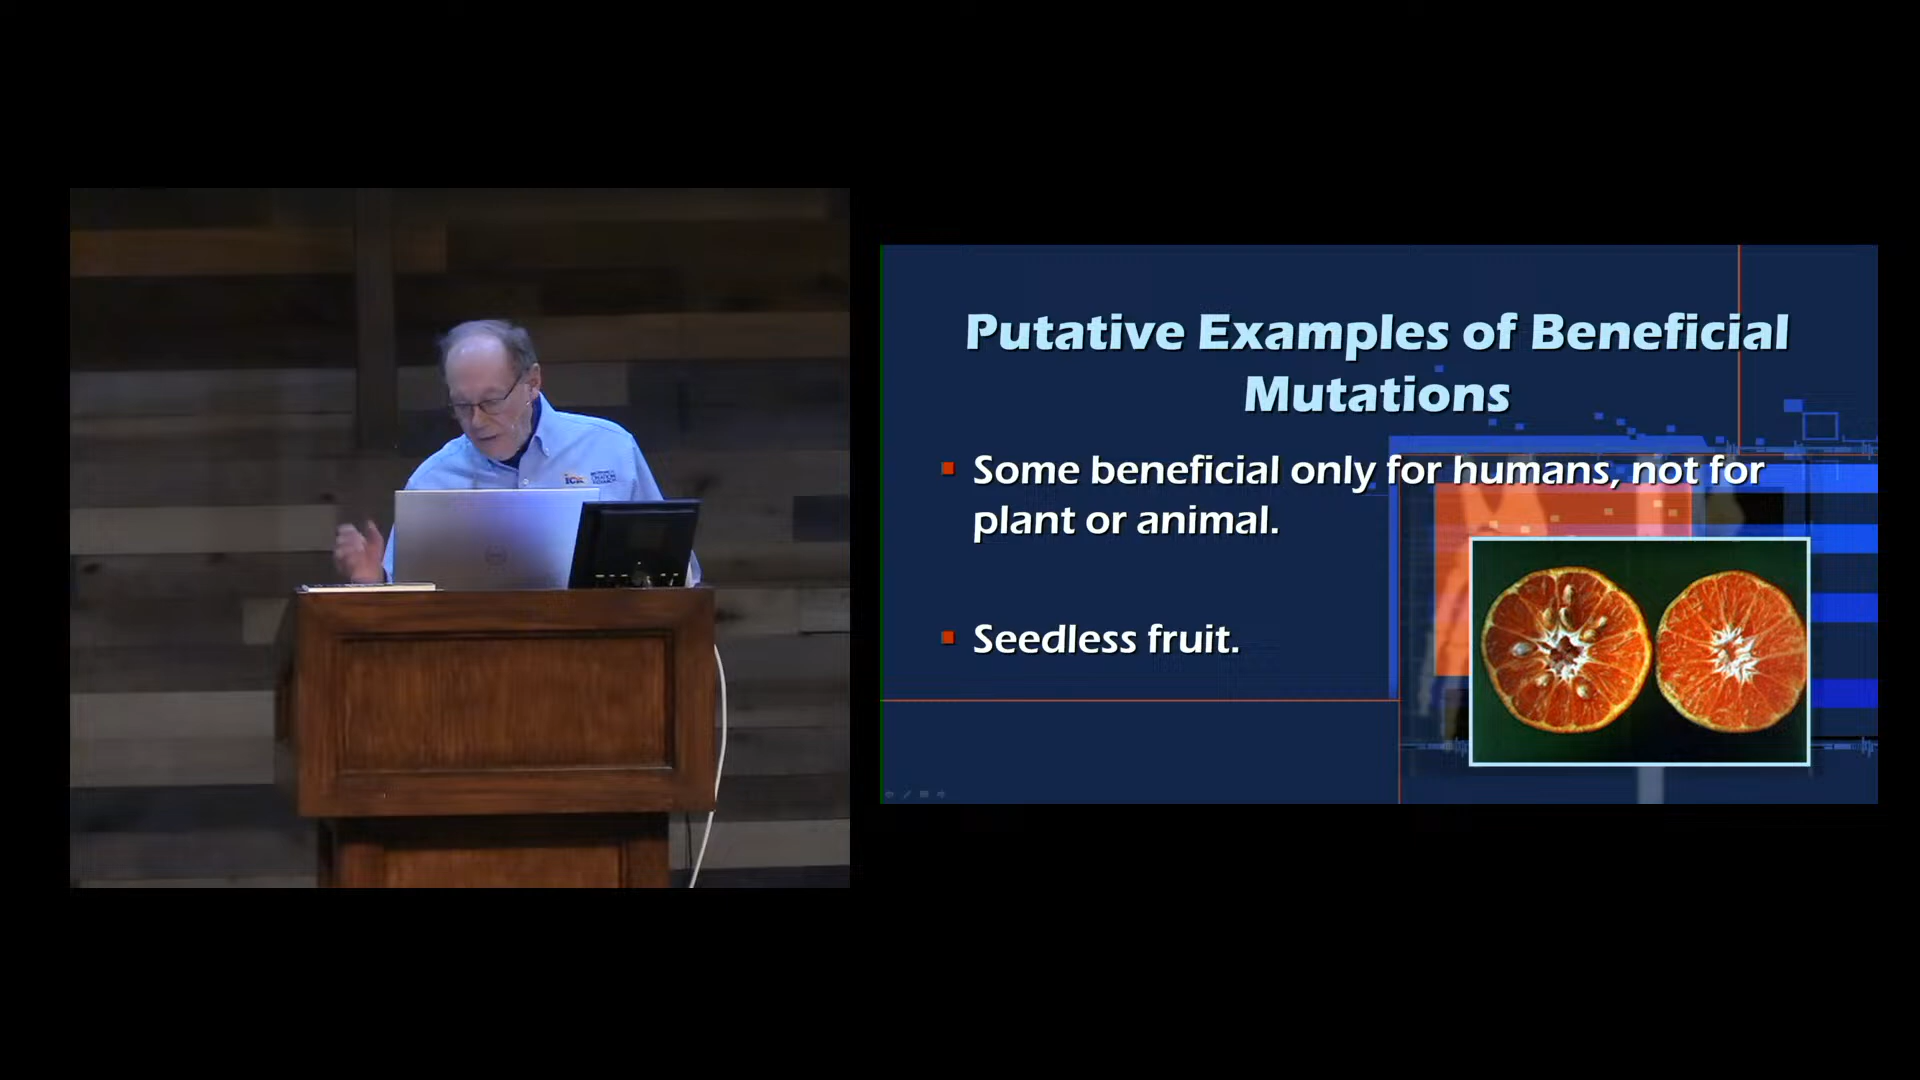 Putative Examples of Beneficial
Mutations
Some beneficial only for humans, not for
plant or animal.
Seedless fruit.